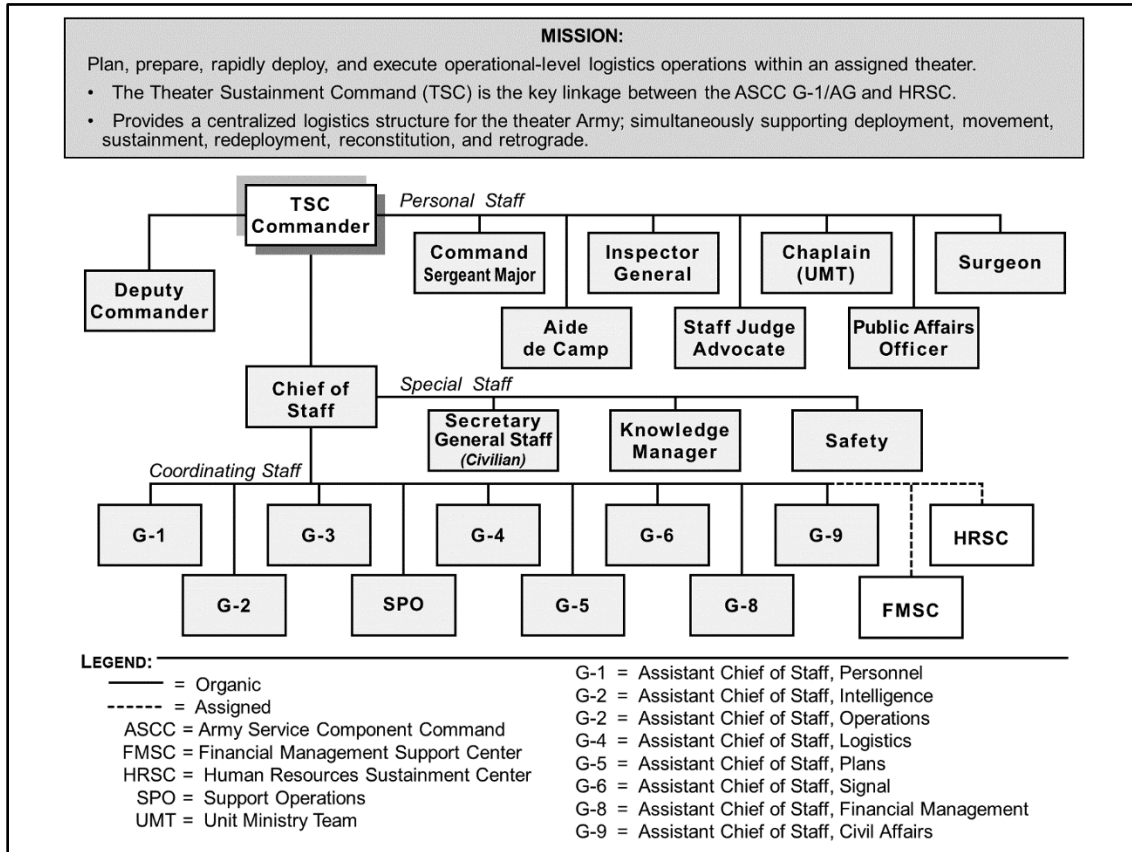 MISSION:
Plan, prepare, rapidly deploy, and execute operational-level logistics operations within an assigned theater.
• The Theater Sustainment Command (TSC) is the key linkage between the ASCC G-1/AG and HRSC.
• Provides a centralized logistics structure for the theater Army; simultaneously supporting deployment, movement,
sustainment, redeployment, reconstitution, and retrograde.
TSC
Commander
Personal Staff
Deputy
Commander
Command
Sergeant Major
Inspector
General
Chaplain
(UMT)
Surgeon
Aide
de Camp
Staff Judge
Advocate
Public Affairs
Officer
Chief of
Staff
Special Staff
Secretary
General Staff
(Civilian)
Knowledge
Manager
Safety
Coordinating Staff
G-1
G-3
G-4
G-6
G-9
HRSC
G-2
SPO
G-5
G-8
FMSC
LEGEND:
= Organic
= Assigned
ASCC = Army Service Component Command
FMSC = Financial Management Support Center
HRSC = Human Resources Sustainment Center
SPO = Support Operations
UMT = Unit Ministry Team
G-1 = Assistant Chief of Staff, Personnel
G-2 = Assistant Chief of Staff, Intelligence
G-2 = Assistant Chief of Staff, Operations
G-4 = Assistant Chief of Staff, Logistics
G-5 = Assistant Chief of Staff, Plans
G-6 = Assistant Chief of Staff, Signal
G-8 = Assistant Chief of Staff, Financial Management
G-9 = Assistant Chief of Staff, Civil Affairs